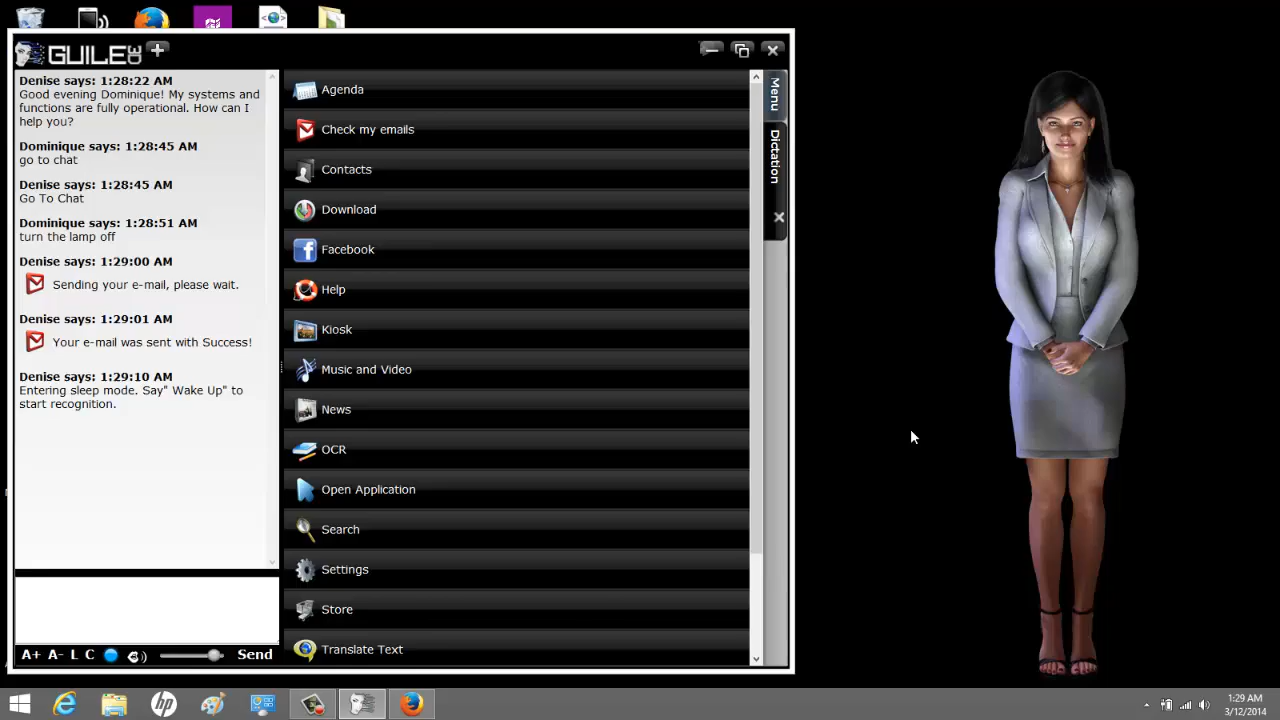 GUILE 3D
Denise says: 1:28:22 AM
Good evening Dominique! My systems and
functions are fully operational. How can I
help you?
Dominique says: 1:28:45 AM
go to chat
Denise says: 1:28:45 AM
Go To Chat
Dominique says: 1:28:51 AM
turn the lamp off
Denise says: 1:29:00 AM
Sending your e-mail, please wait.
Denise says: 1:29:01 AM
Your e-mail was sent with Success!
Denise says: 1:29:10 AM
Entering sleep mode. Say" Wake Up" to
start recognition.
A+ A- L C Send
Agenda
Check my emails
Contacts
Download
Facebook
Help
Kiosk
Music and Video
News
OCR
Open Application
Search
Settings
Store
Translate Text
Menu
Dictation
hp
1:29 AM
3/12/2014